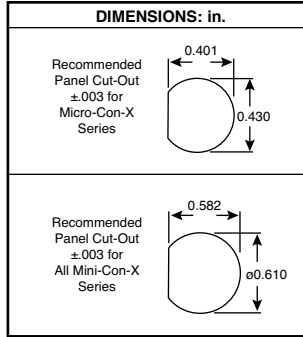 DIMENSIONS: in.
Recommended
Panel Cut-Out
±.003 for
Micro-Con-X
Series
0.401
0.430
Recommended
Panel Cut-Out
±.003 for
All Mini-Con-X
Series
0.582
ø0.610